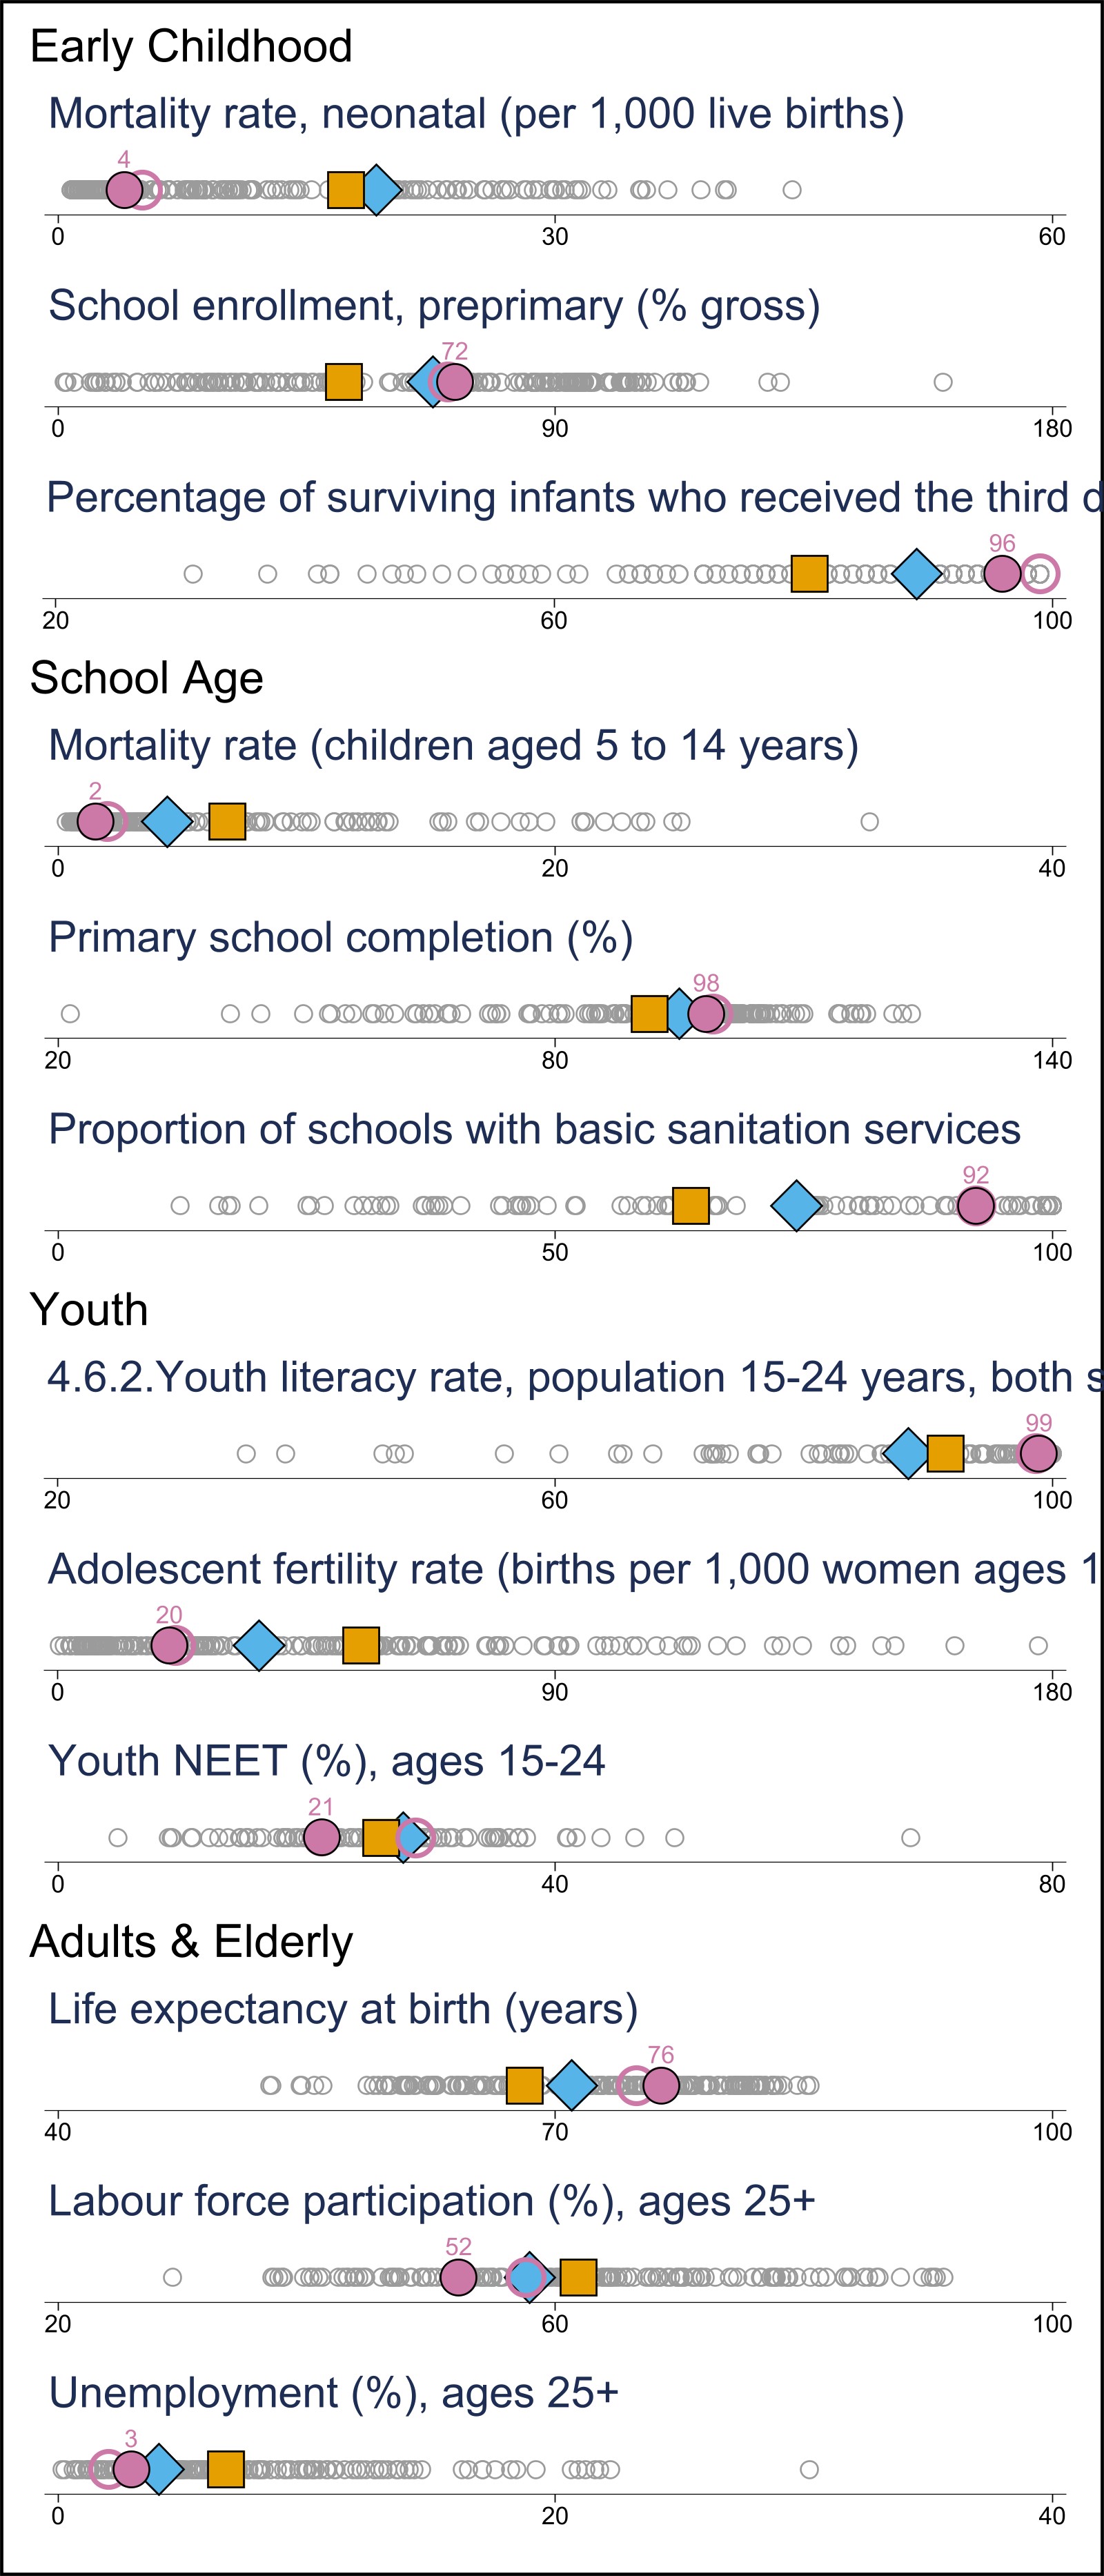 Early Childhood
Mortality rate, neonatal (per 1,000 live births)
4
0 30 60
School enrollment, preprimary (% gross)
72
0 90 180
Percentage of surviving infants who received the third d
96
20 60 100
School Age
Mortality rate (children aged 5 to 14 years)
2
0 20 40
Primary school completion (%)
98
20 80 140
Proportion of schools with basic sanitation services
92
0 50 100
Youth
4.6.2.Youth literacy rate, population 15-24 years, both s
99
20 60 100
Adolescent fertility rate (births per 1,000 women ages 1
20
0 90 180
Youth NEET (%), ages 15-24
21
0 40 80
Adults & Elderly
Life expectancy at birth (years)
76
40 70 100
Labour force participation (%), ages 25+
52
20 60 100
Unemployment (%), ages 25+
3
0 20 40